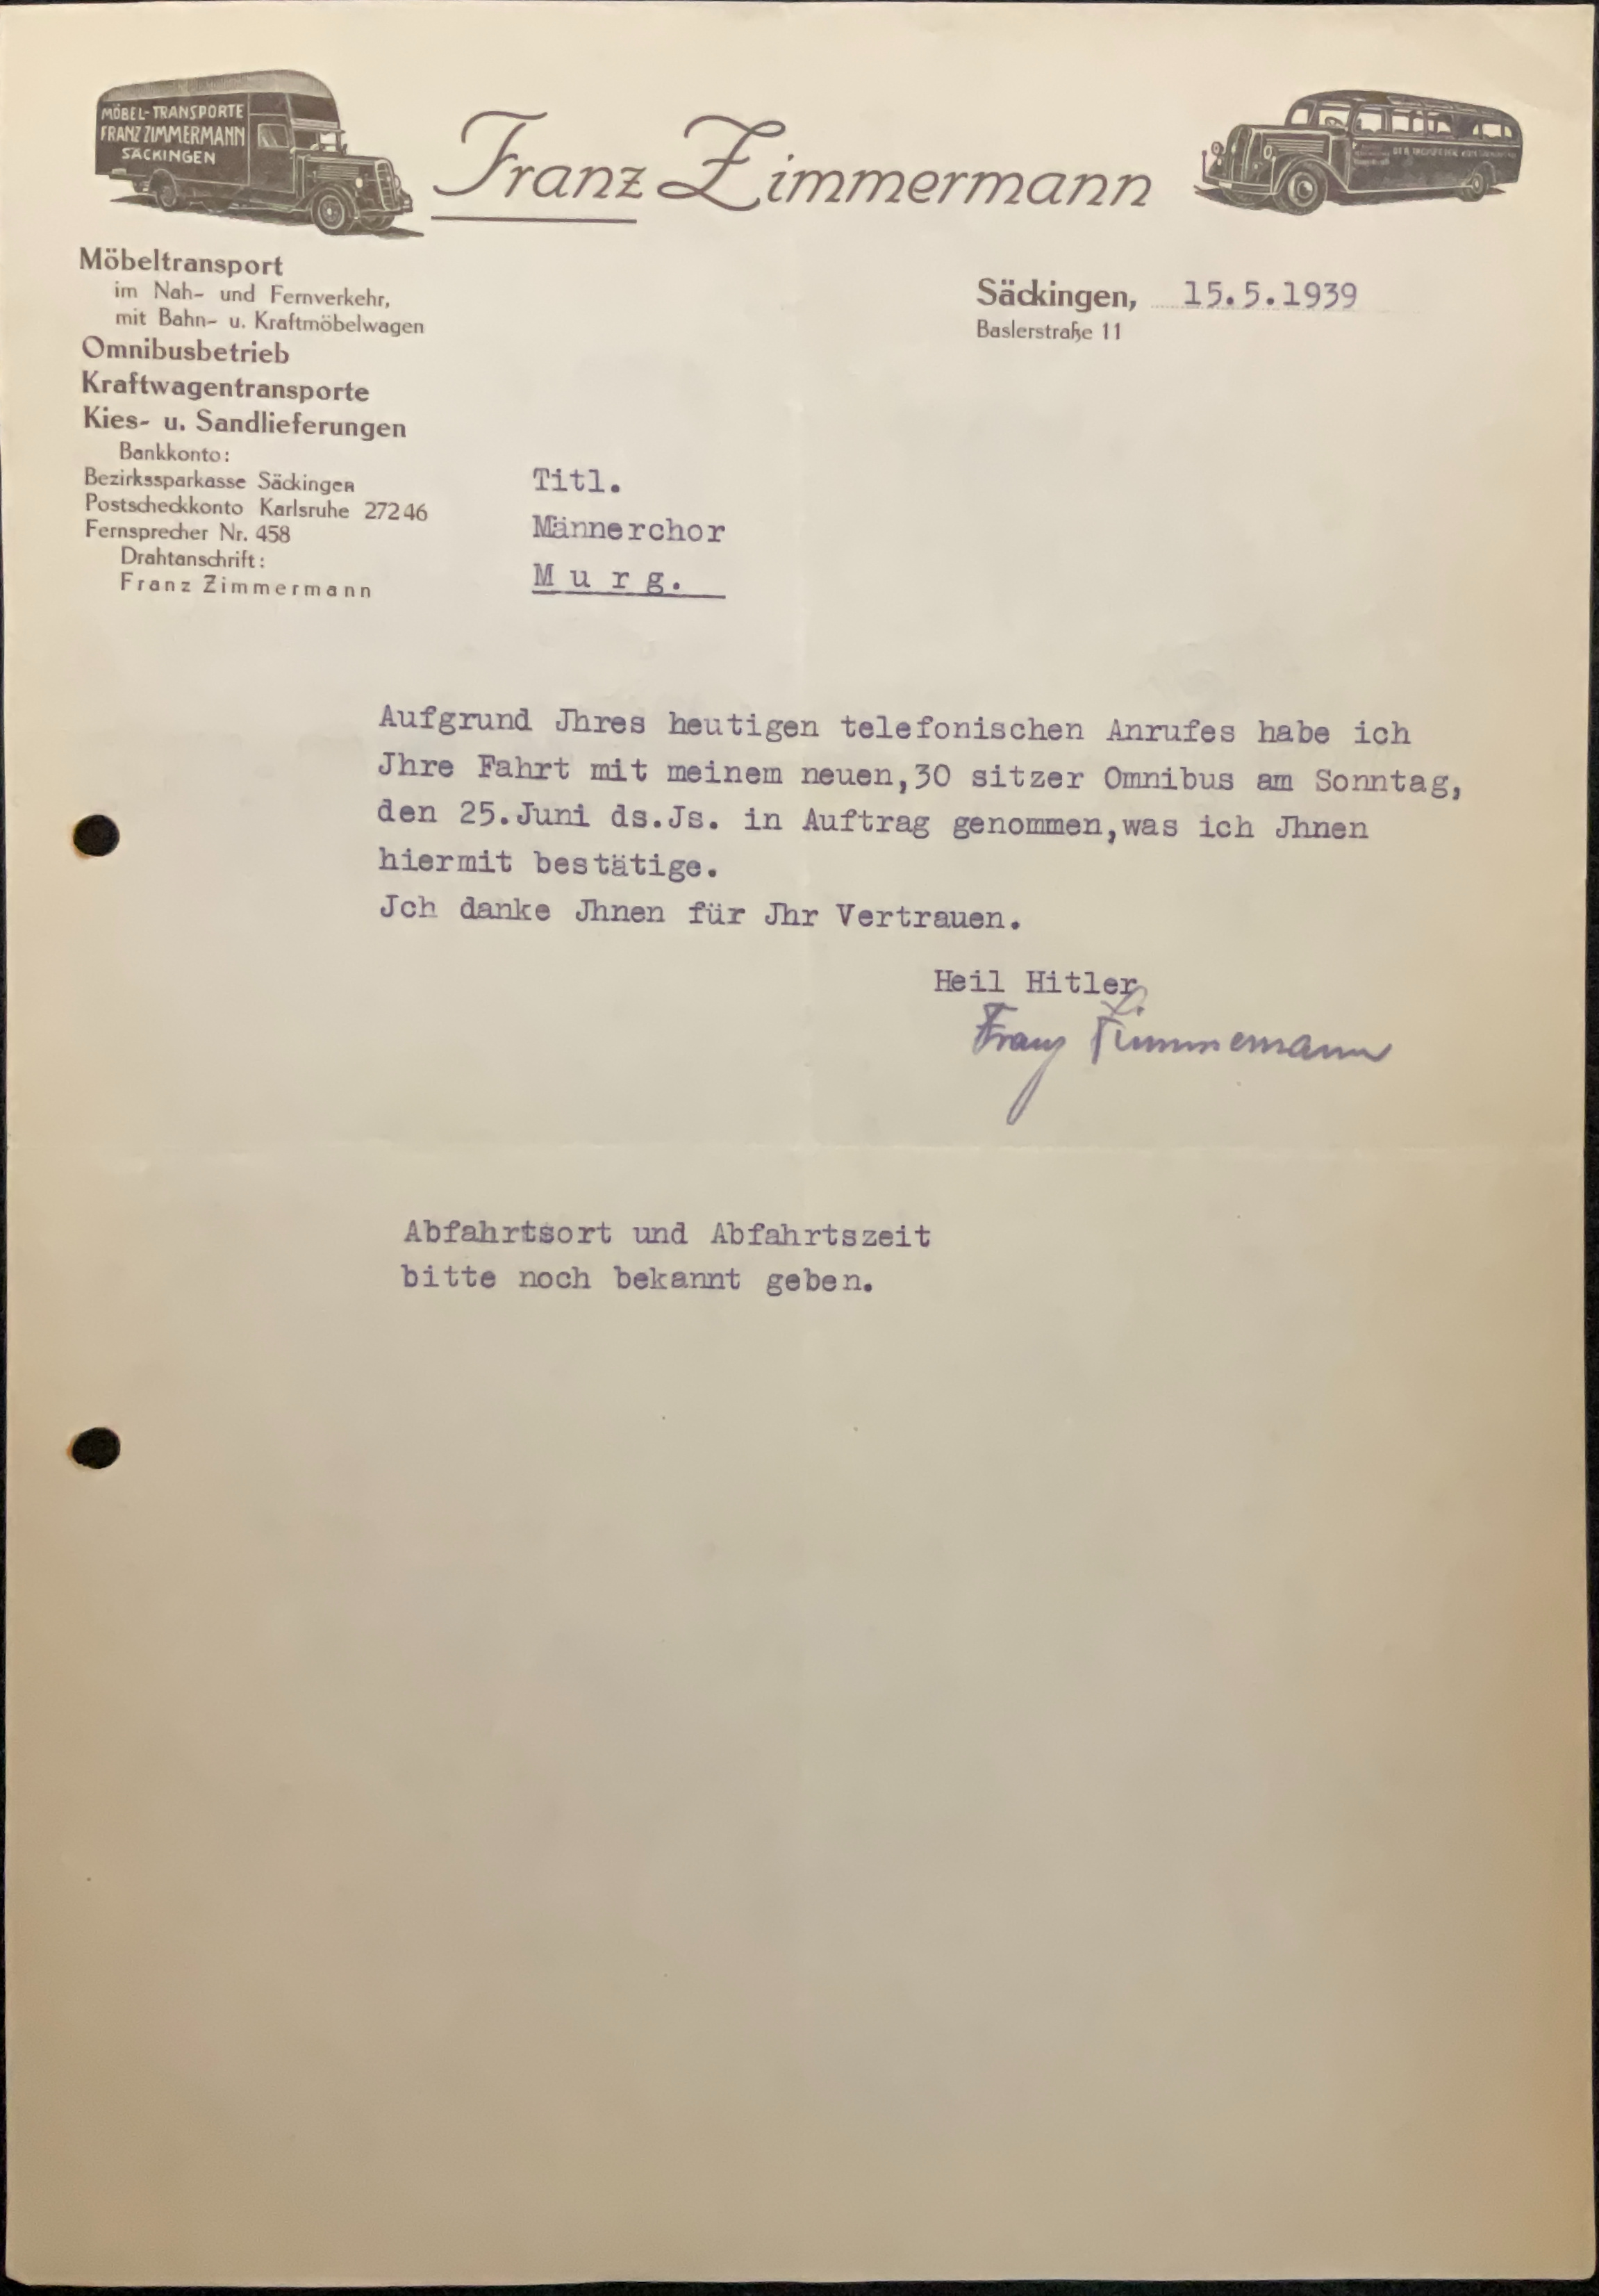 MÖBEL-TRANSPORTE
FRANZ ZIMMERMANN
SÄCKINGEN
Franz Zimmermann
Möbeltransport
im Nah- und Fernverkehr,
mit Bahn- u. Kraftmöbelwagen
Omnibusbetrieb
Kraftwagentransporte
Kies- u. Sandlieferungen
Bankkonto:
Bezirkssparkasse Säckingen
Postscheckkonto Karlsruhe 27246
Fernsprecher Nr. 458
Drahtanschrift:
Franz Zimmermann
Säckingen, 15.5.1939
Baslerstraße 11
Titl.
Männerchor
M u r g.
Aufgrund Jhres heutigen telefonischen Anrufes habe ich
Jhre Fahrt mit meinem neuen,30 sitzer Omnibus am Sonntag,
den 25.Juni ds.Js. in Auftrag genommen,was ich Jhnen
hiermit bestätige.
Jch danke Jhnen für Jhr Vertrauen.
Heil Hitler
Franz Zimmermann
Abfahrtsort und Abfahrtszeit
bitte noch bekannt geben.